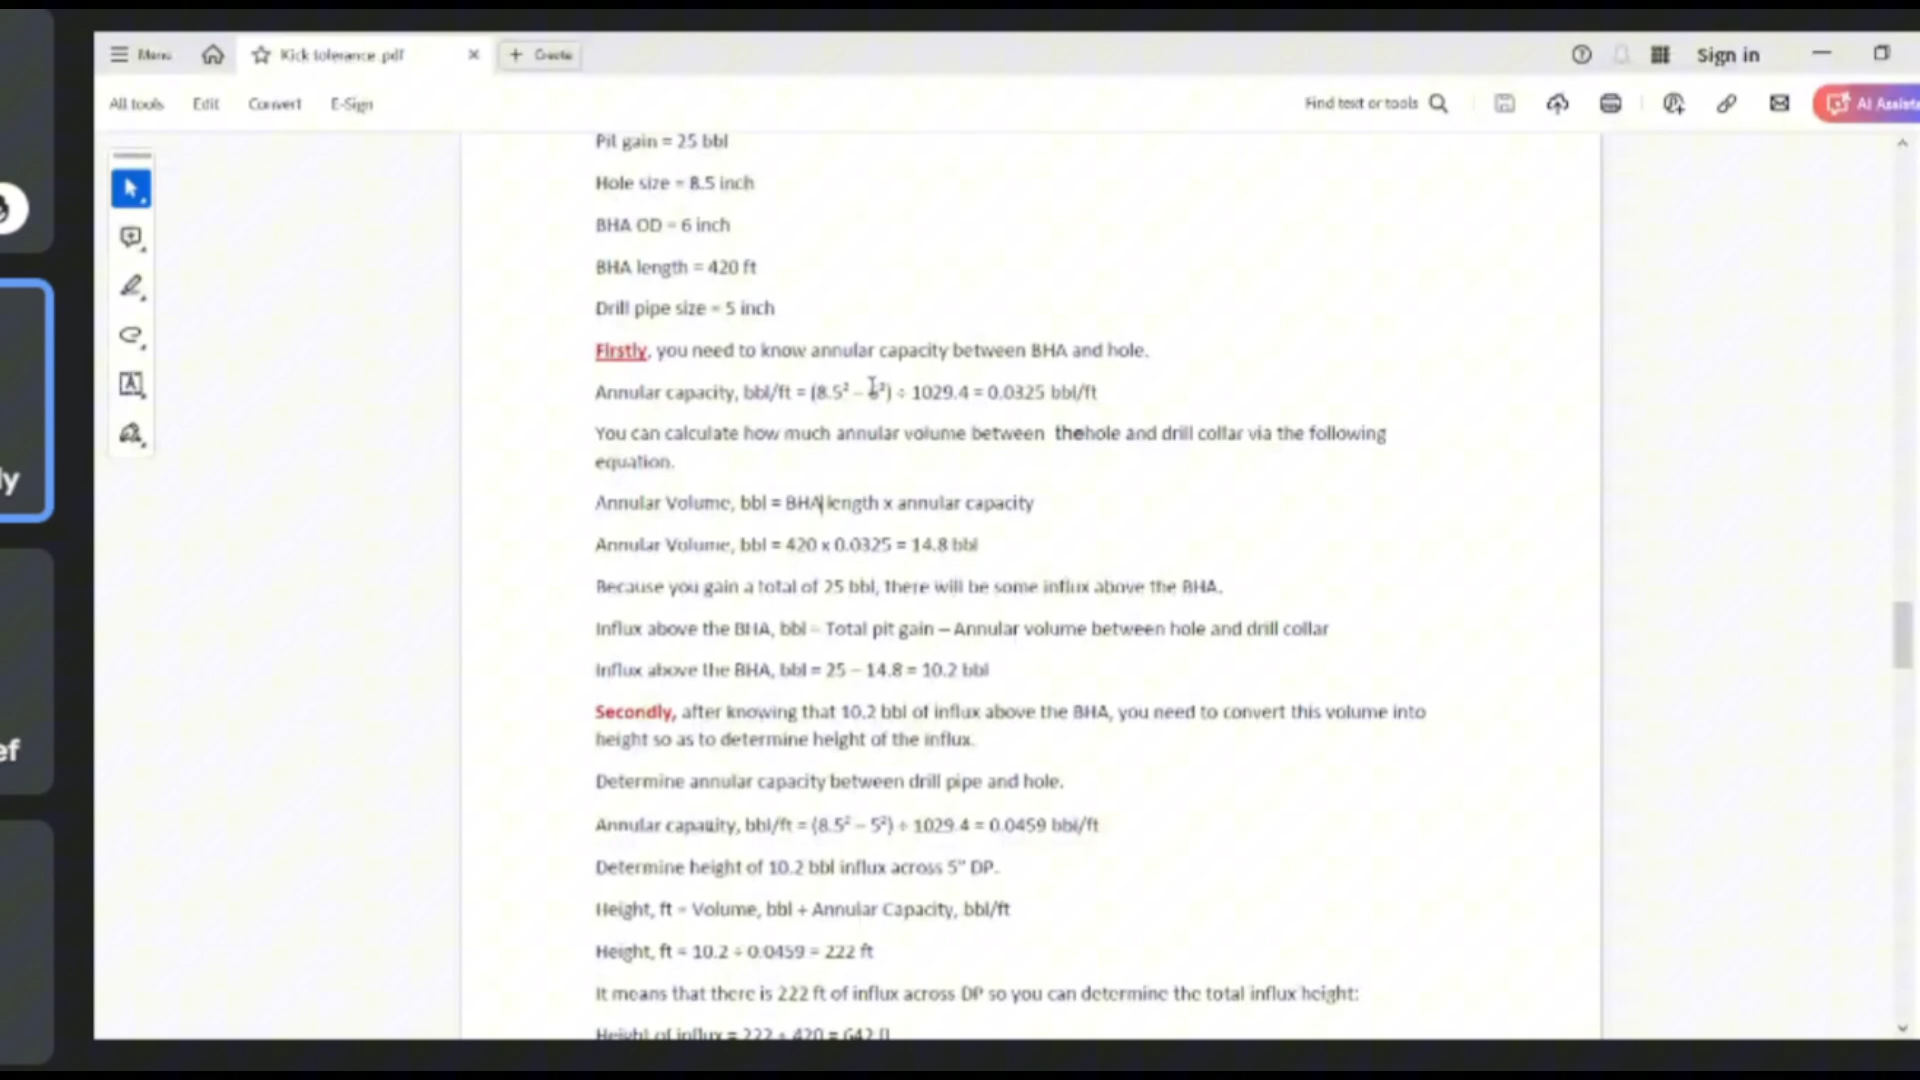 Menu
Kick tolerance.pdf
Create
Sign in
All tools
Edit
Convert
E-Sign
Find text or tools
AI Assista
Pit gain = 25 bbl
Hole size = 8.5 inch
BHA OD = 6 inch
BHA length = 420 ft
Drill pipe size = 5 inch
Firstly, you need to know annular capacity between BHA and hole.
Annular capacity, bbl/ft = (8.5² – 6²) ÷ 1029.4 = 0.0325 bbl/ft
You can calculate how much annular volume between thehole and drill collar via the following
equation.
Annular Volume, bbl = BHA length x annular capacity
Annular Volume, bbl = 420 x 0.0325 = 14.8 bbl
Because you gain a total of 25 bbl, there will be some influx above the BHA.
Influx above the BHA, bbl = Total pit gain – Annular volume between hole and drill collar
Influx above the BHA, bbl = 25 – 14.8 = 10.2 bbl
Secondly, after knowing that 10.2 bbl of influx above the BHA, you need to convert this volume into
height so as to determine height of the influx.
Determine annular capacity between drill pipe and hole.
Annular capacity, bbl/ft = (8.5² – 5²) ÷ 1029.4 = 0.0459 bbl/ft
Determine height of 10.2 bbl influx across 5" DP.
Height, ft = Volume, bbl ÷ Annular Capacity, bbl/ft
Height, ft = 10.2 ÷ 0.0459 = 222 ft
It means that there is 222 ft of influx across DP so you can determine the total influx height:
Height of influx = 222 + 420 = 642 ft
ly
ef